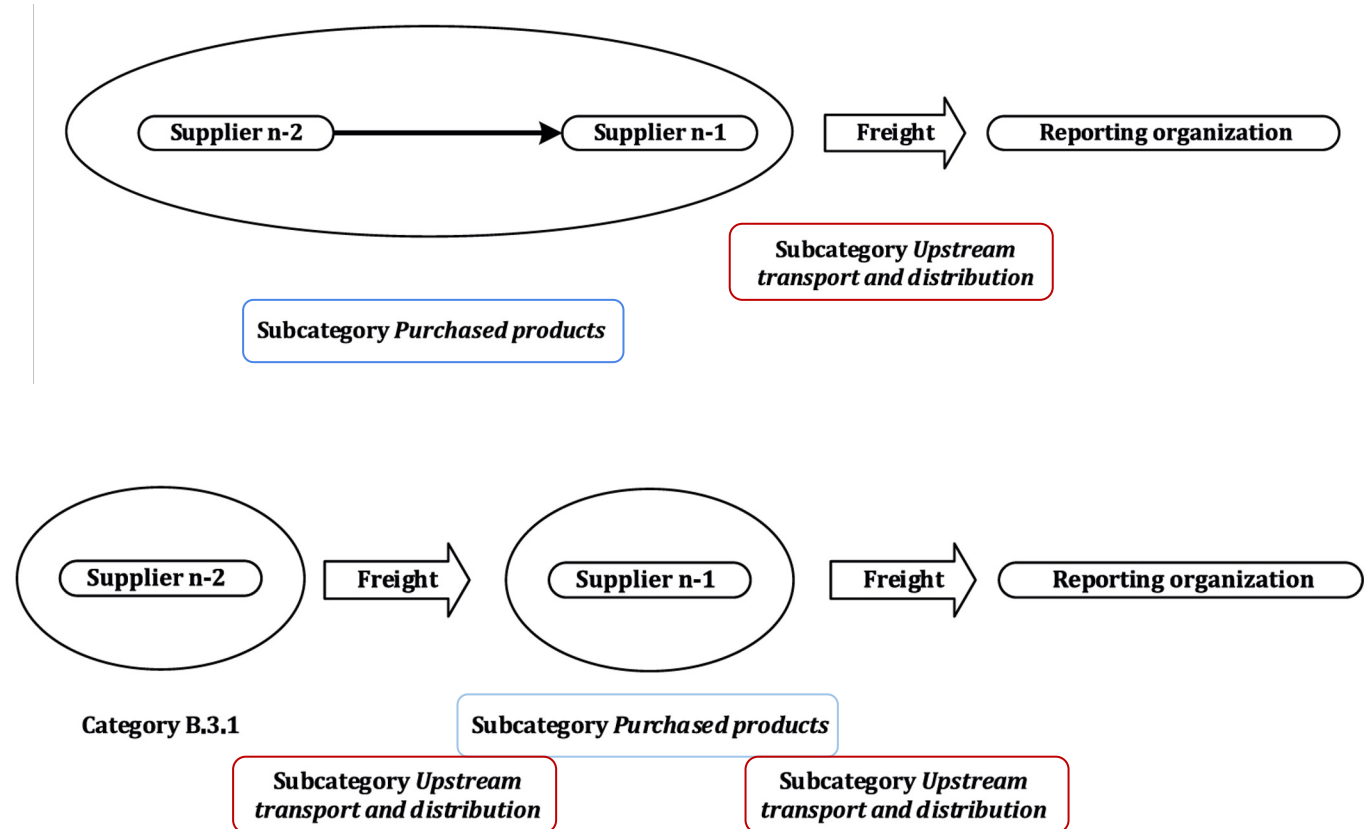 Supplier n-2
Supplier n-1
Freight
Reporting organization
Subcategory Upstream
transport and distribution
Subcategory Purchased products
Supplier n-2
Freight
Supplier n-1
Freight
Reporting organization
Category B.3.1
Subcategory Purchased products
Subcategory Upstream
transport and distribution
Subcategory Upstream
transport and distribution